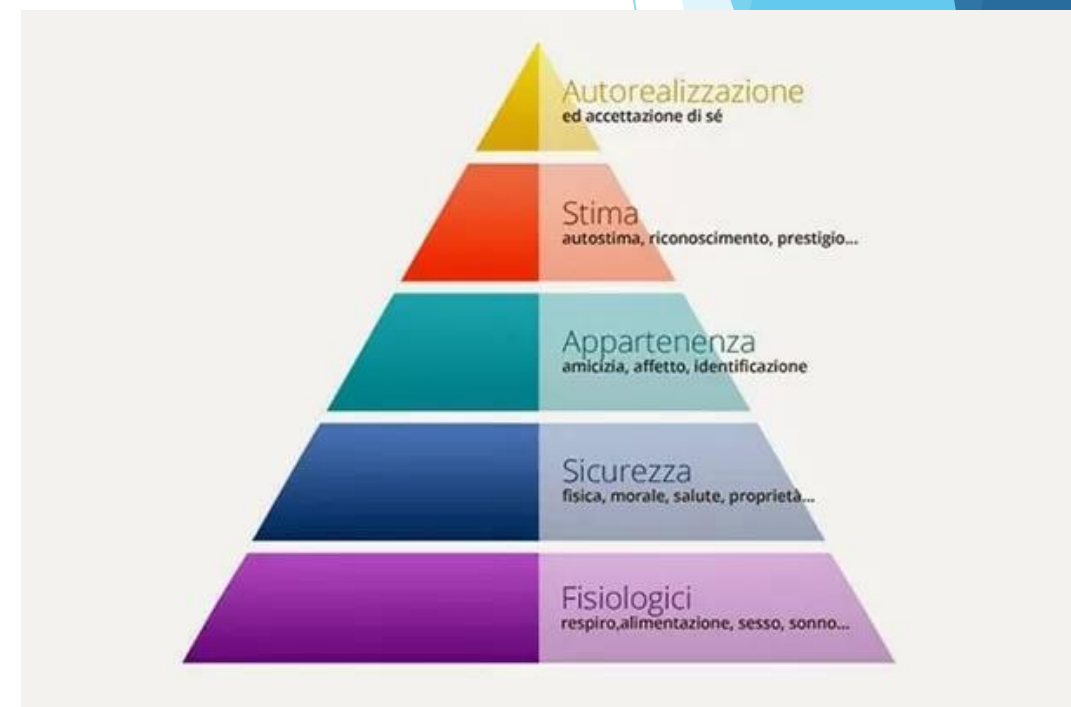 Autorealizzazione
ed accettazione di sé
Stima
autostima, riconoscimento, prestigio...
Appartenenza
amicizia, affetto, identificazione
Sicurezza
fisica, morale, salute, proprietà...
Fisiologici
respiro,alimentazione, sesso, sonno...